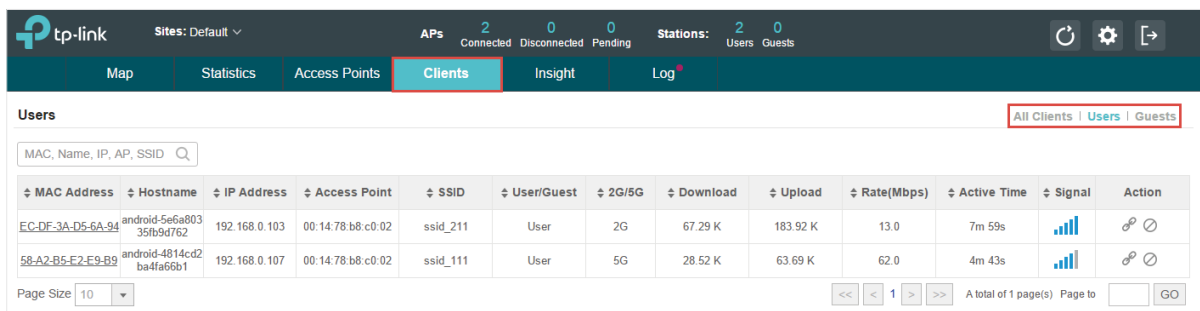 tp-link Sites: Default APs 2 Connected 0 Disconnected 0 Pending Stations: 2 Users 0 Guests
Map Statistics Access Points Clients Insight Log
Users All Clients | Users | Guests
MAC, Name, IP, AP, SSID
MAC Address Hostname IP Address Access Point SSID User/Guest 2G/5G Download Upload Rate(Mbps) Active Time Signal Action
EC-DF-3A-D5-6A-94 android-5e6a80335fb9d762 192.168.0.103 00:14:78:b8:c0:02 ssid_211 User 2G 67.29 K 183.92 K 13.0 7m 59s
58-A2-B5-E2-E9-B9 android-4814cd2ba4fa66b1 192.168.0.107 00:14:78:b8:c0:02 ssid_111 User 5G 28.52 K 63.69 K 62.0 4m 43s
Page Size 10 << < 1 > >> A total of 1 page(s) Page to GO